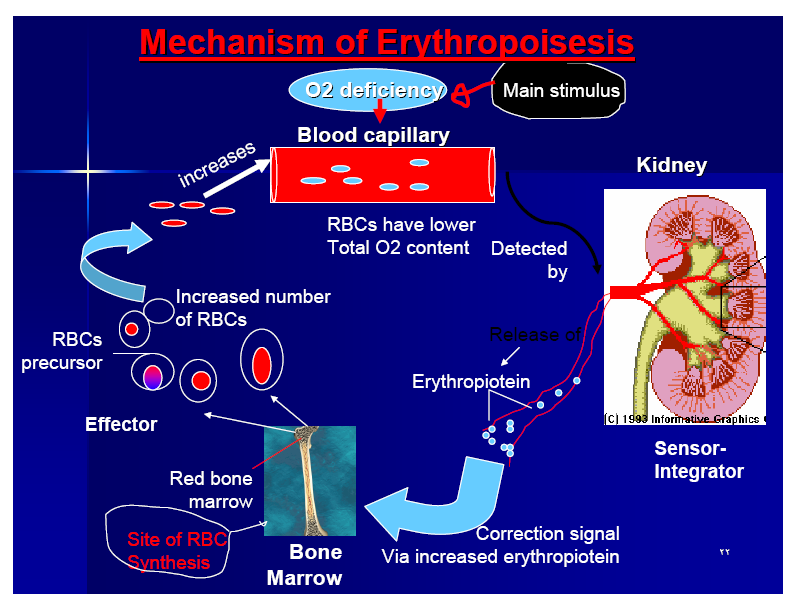 Mechanism of Erythropoisesis
O2 deficiency
Main stimulus
Blood capillary
increases
Kidney
RBCs have lower
Total O2 content
Detected
by
Increased number
of RBCs
RBCs
precursor
Release of
Erythropiotein
Effector
(C) 1993 Informative Graphics C
Sensor-
Integrator
Red bone
marrow
Site of RBC
Synthesis
Bone
Marrow
Correction signal
Via increased erythropiotein
٢٢